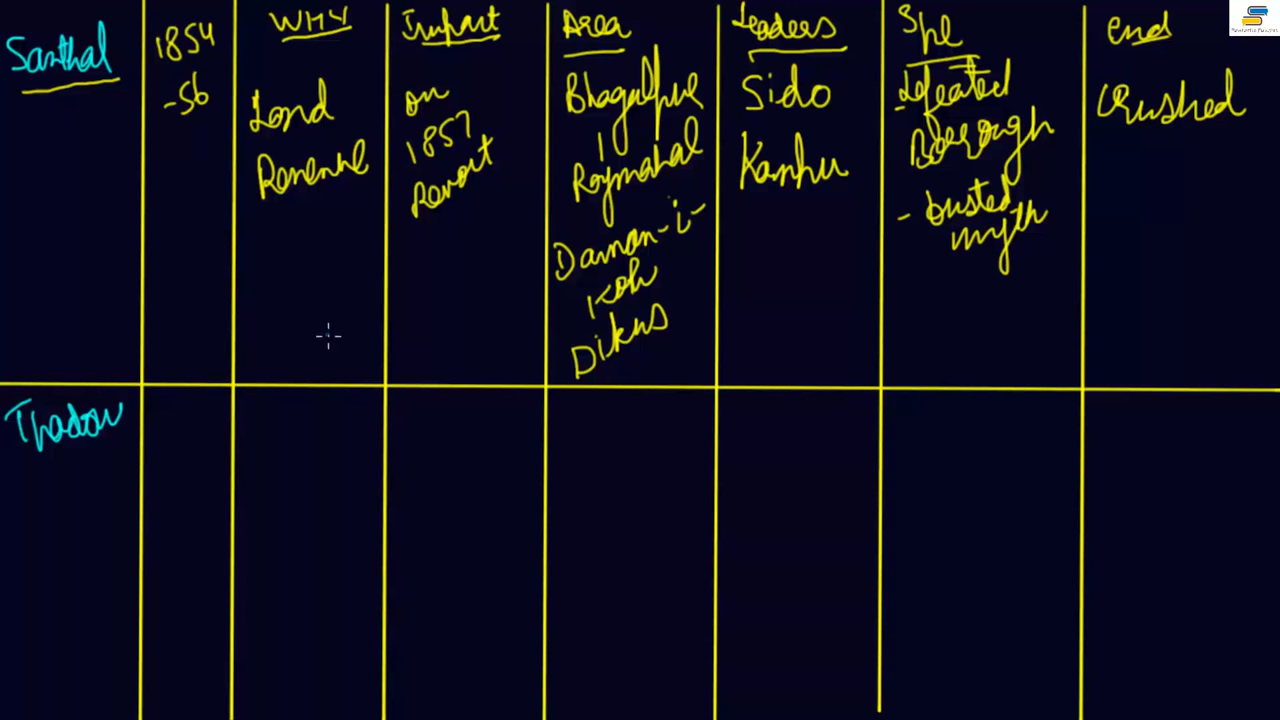 Santhal
1854
-56
WHY
Land
Revenue
Impact
on
1857
Revolt
Area
Bhagalpur
Rajmahal
Daman-i-
Koh
Dikus
Leaders
Sido
Kanhu
Spe
- Defeated
Borough
- busted
myth
End
Crushed
Thadou